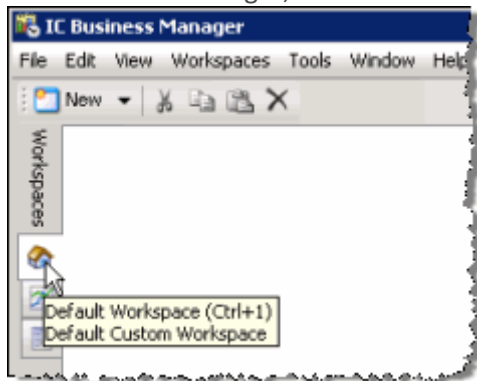 IC Business Manager
File Edit View Workspaces Tools Window Help
New
Workspaces
Default Workspace (Ctrl+1)
Default Custom Workspace